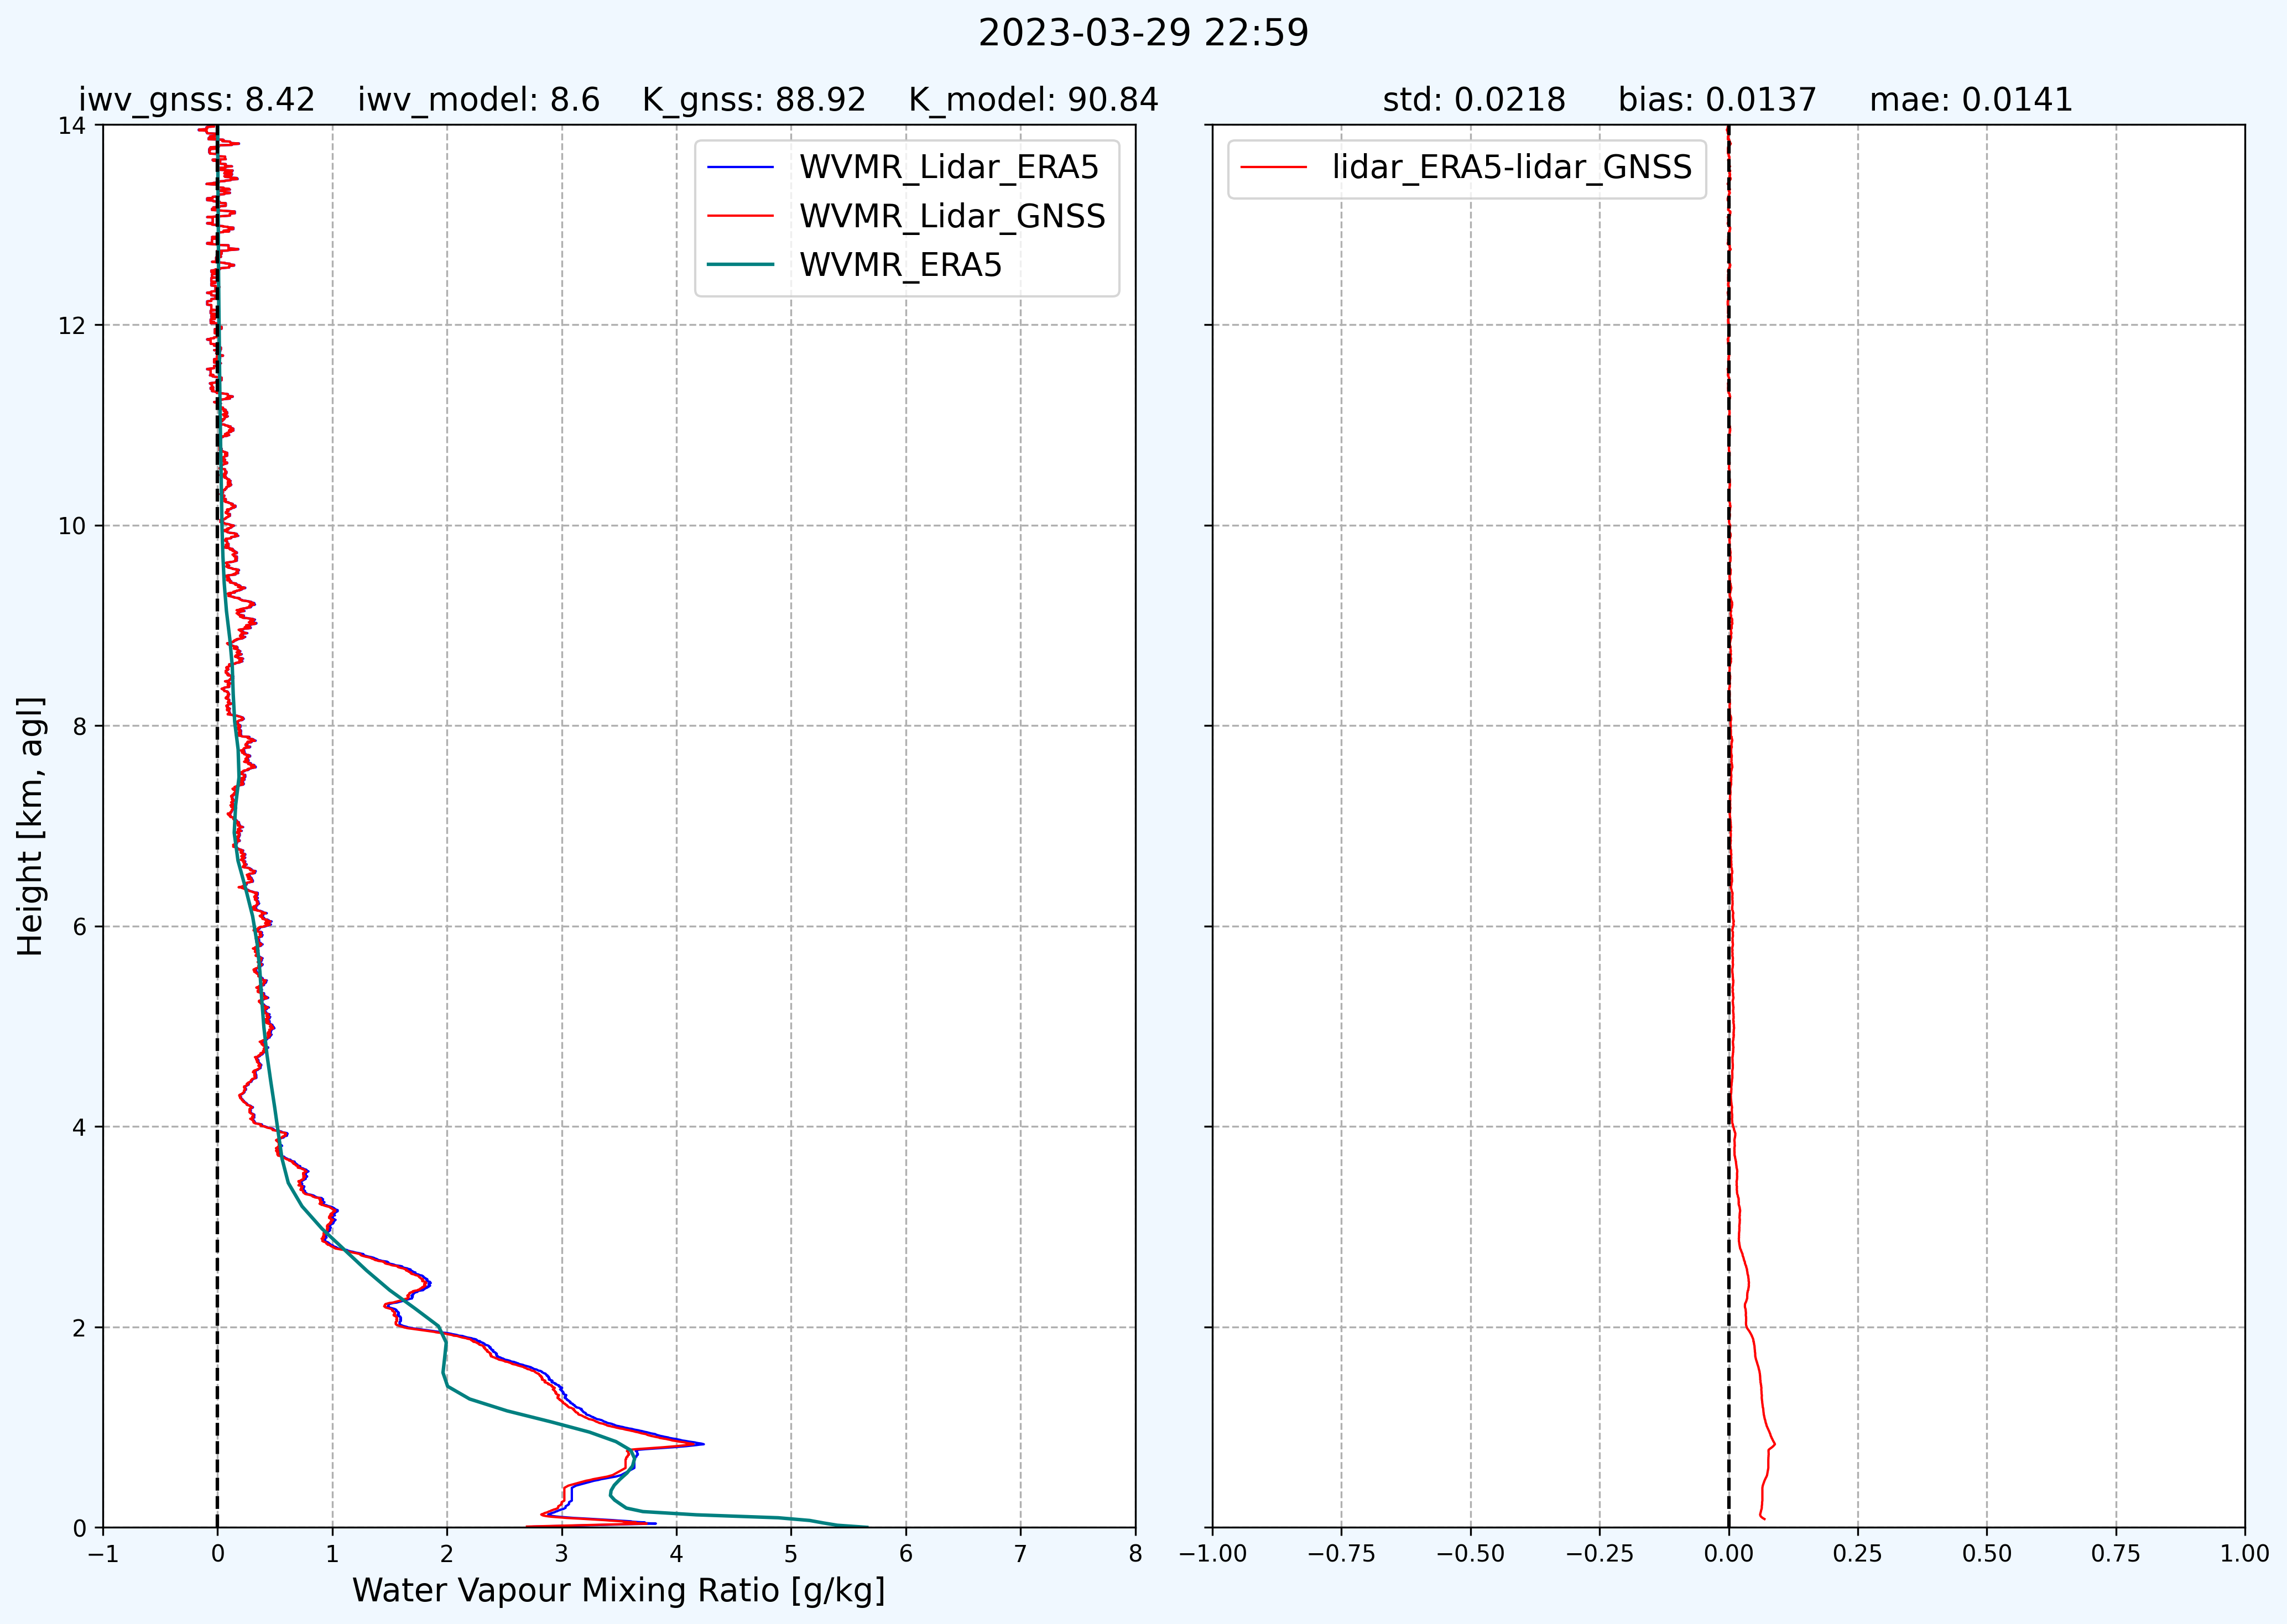 2023-03-29 22:59
iwv_gnss: 8.42 iwv_model: 8.6 K_gnss: 88.92 K_model: 90.84
WVMR_Lidar_ERA5
WVMR_Lidar_GNSS
WVMR_ERA5
14
12
10
8
6
4
2
0
Height [km, agl]
−1 0 1 2 3 4 5 6 7 8
Water Vapour Mixing Ratio [g/kg]
std: 0.0218 bias: 0.0137 mae: 0.0141
lidar_ERA5-lidar_GNSS
−1.00 −0.75 −0.50 −0.25 0.00 0.25 0.50 0.75 1.00